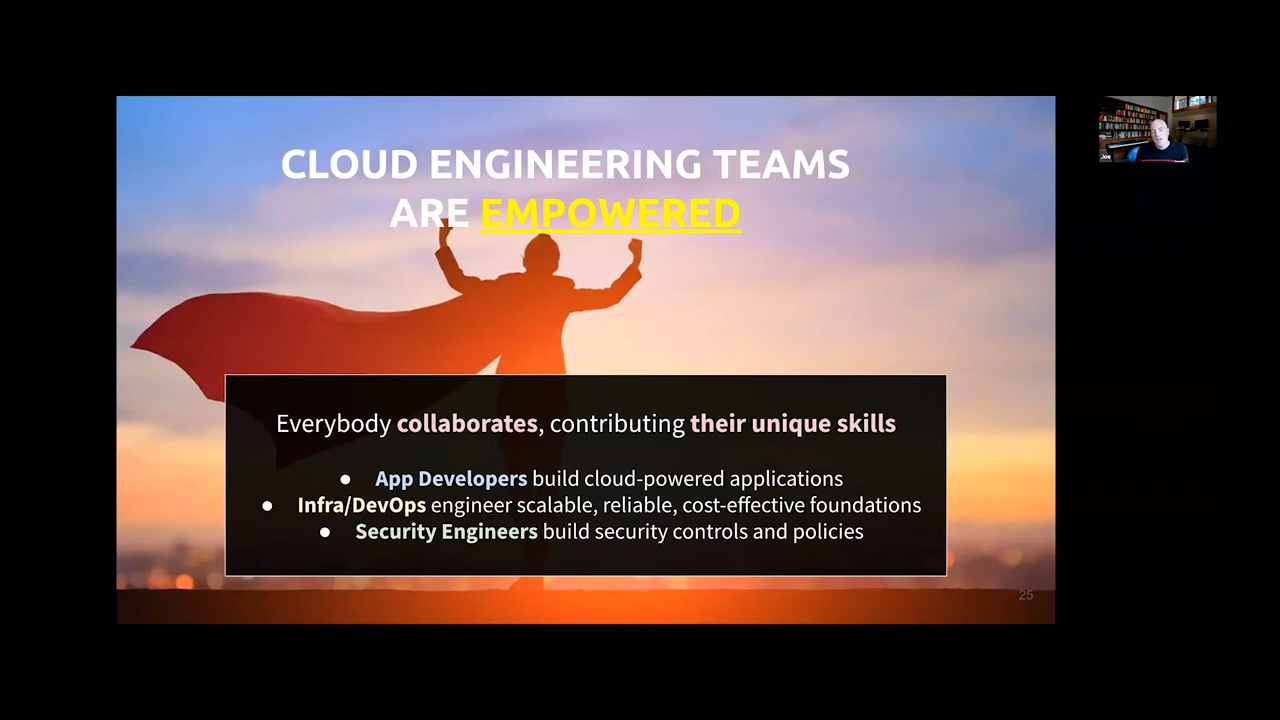 CLOUD ENGINEERING TEAMS
ARE EMPOWERED
Everybody collaborates, contributing their unique skills
● App Developers build cloud-powered applications
● Infra/DevOps engineer scalable, reliable, cost-effective foundations
● Security Engineers build security controls and policies
25
Joe